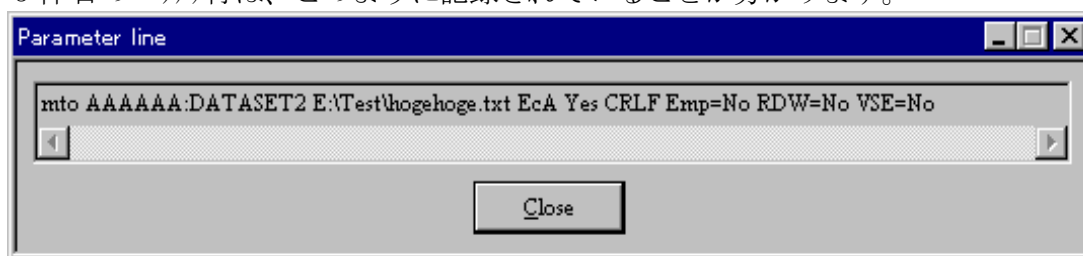 Parameter line
mto AAAAAA:DATASET2 E:\Test\hogehoge.txt EcA Yes CRLF Emp=No RDW=No VSE=No
Close